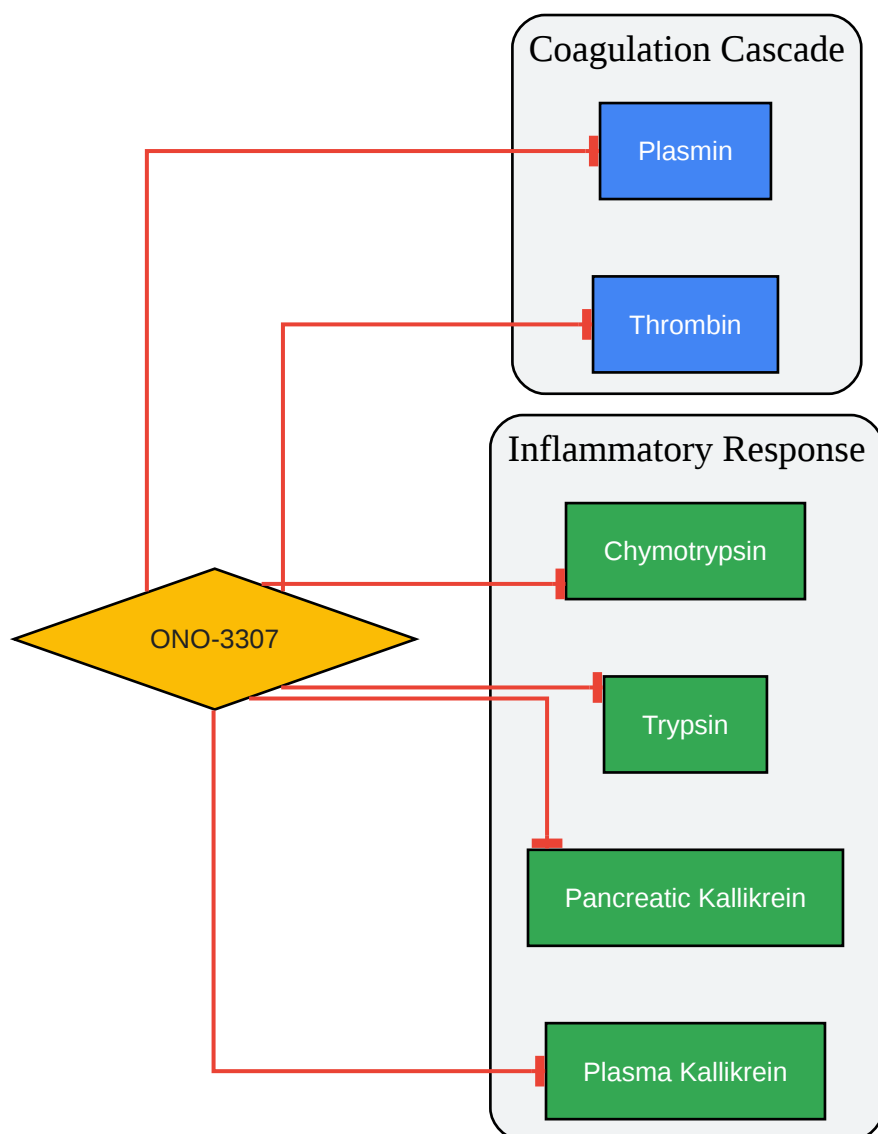 Coagulation Cascade
Plasmin
Thrombin
Inflammatory Response
Chymotrypsin
ONO-3307
Trypsin
Pancreatic Kallikrein
Plasma Kallikrein